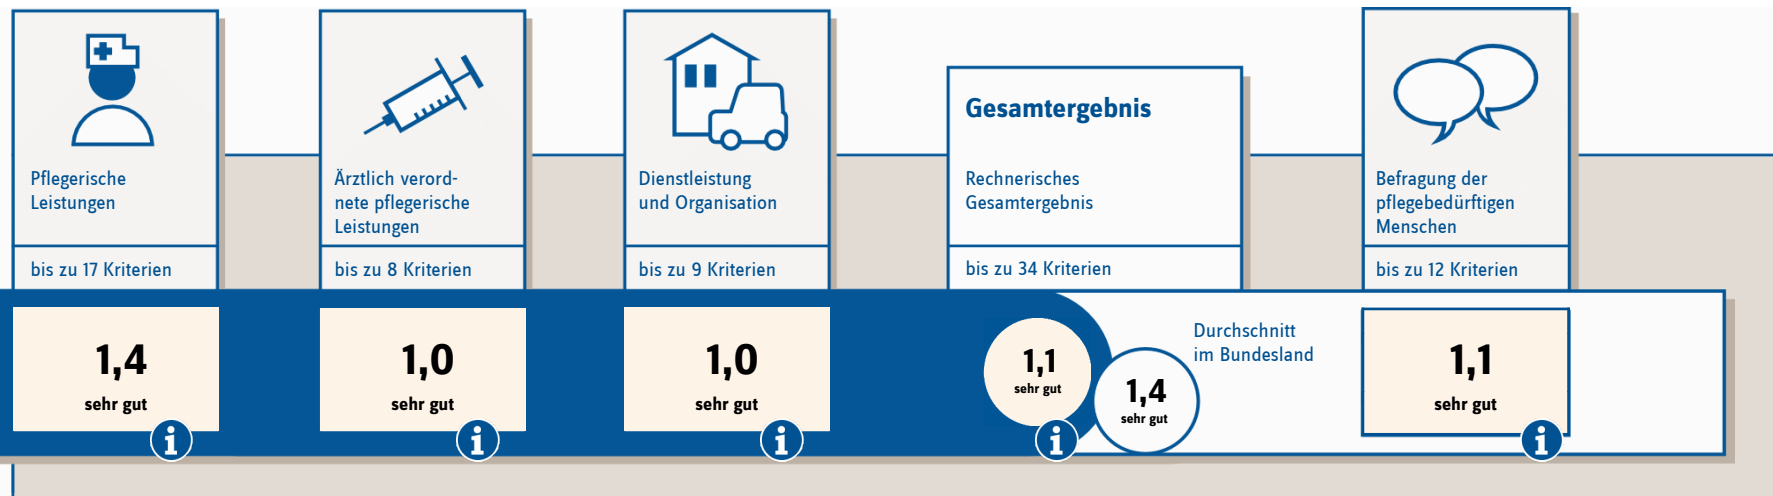 Pflegerische
Leistungen
bis zu 17 Kriterien
1,4
sehr gut
i
Ärztlich verord-
nete pflegerische
Leistungen
bis zu 8 Kriterien
1,0
sehr gut
i
Dienstleistung
und Organisation
bis zu 9 Kriterien
1,0
sehr gut
i
Gesamtergebnis
Rechnerisches
Gesamtergebnis
bis zu 34 Kriterien
1,1
sehr gut
i
Durchschnitt
im Bundesland
1,4
sehr gut
Befragung der
pflegebedürftigen
Menschen
bis zu 12 Kriterien
1,1
sehr gut
i